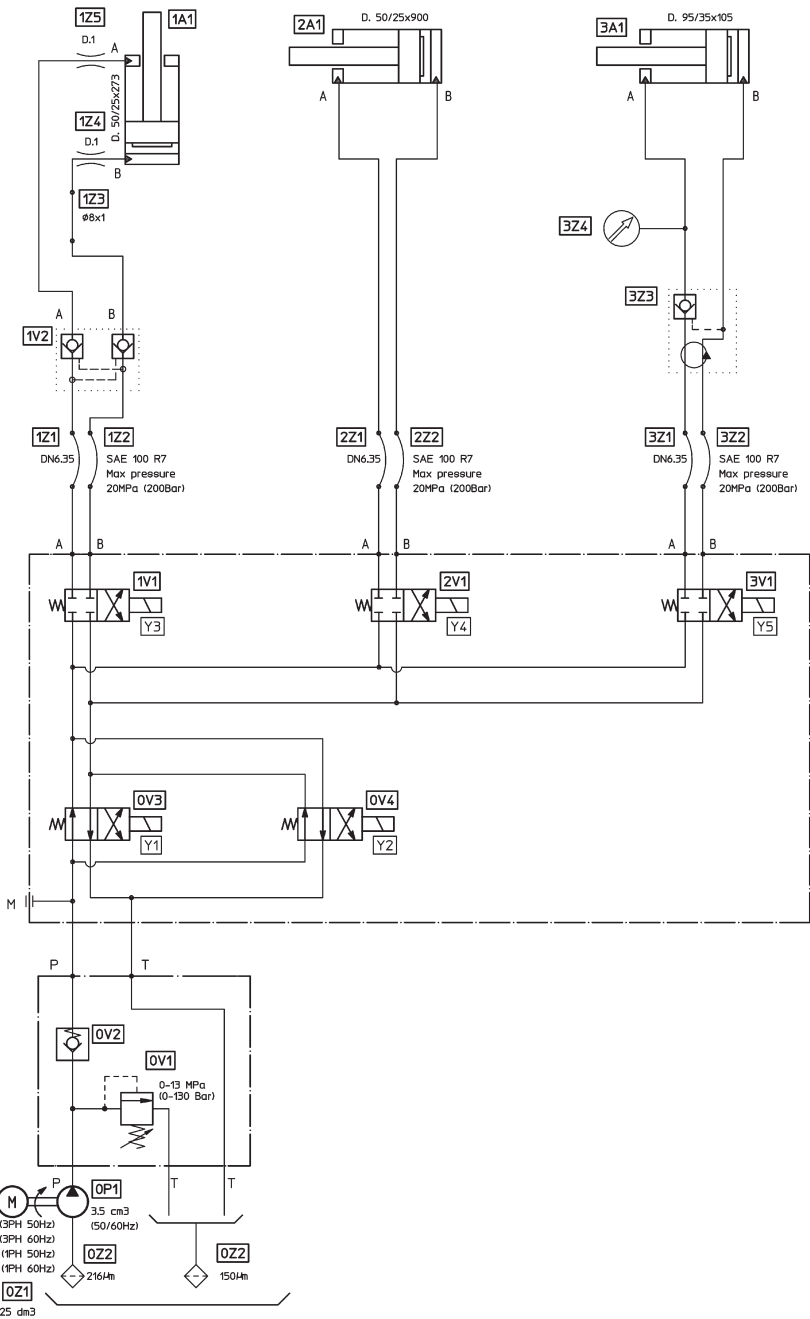 1Z5
1A1
D.1
A
D. 50/25x273
1Z4
D.1
B
1Z3
Ø8x1
A
B
1V2
2A1
D. 50/25x900
A
B
3A1
D. 95/35x105
A
B
3Z4
3Z3
1Z1
1Z2
DN6.35
SAE 100 R7
Max pressure
20MPa (200Bar)
2Z1
2Z2
DN6.35
SAE 100 R7
Max pressure
20MPa (200Bar)
3Z1
3Z2
DN6.35
SAE 100 R7
Max pressure
20MPa (200Bar)
A
B
A
B
A
B
1V1
Y3
2V1
Y4
3V1
Y5
0V3
Y1
0V4
Y2
M
P
T
0V2
0V1
0-13 MPa
(0-130 Bar)
P
T
T
M
0P1
3.5 cm3
(50/60Hz)
(3PH 50Hz)
(3PH 60Hz)
(1PH 50Hz)
(1PH 60Hz)
0Z2
216µm
0Z2
150µm
0Z1
25 dm3